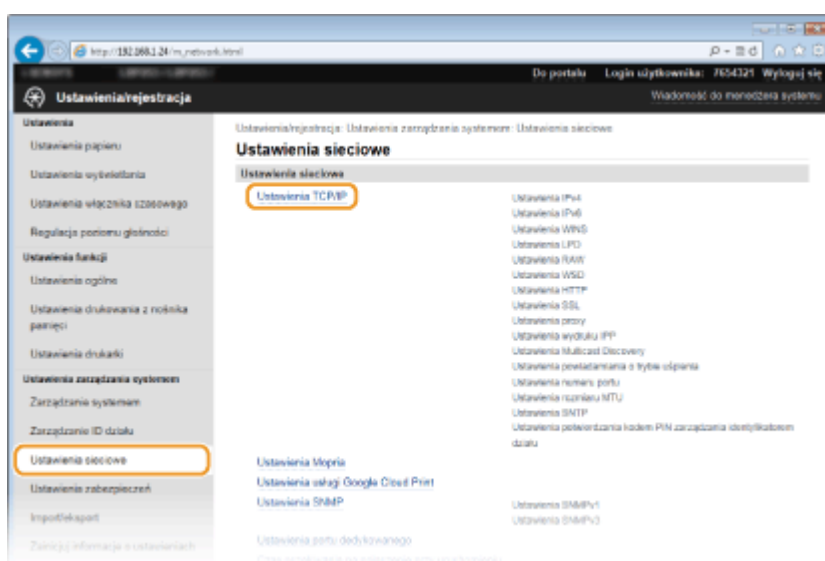 http://192.168.1.24/m_network.html
Do portalu Login użytkownika: 7654321 Wyloguj się
Ustawienia/rejestracja
Wiadomość do menedżera systemu
Ustawienia
Ustawienia papieru
Ustawienia wyświetlania
Ustawienia włącznika czasowego
Regulacja poziomu głośności
Ustawienia funkcji
Ustawienia ogólne
Ustawienia drukowania z nośnika
pamięci
Ustawienia drukarki
Ustawienia zarządzania systemem
Zarządzanie systemem
Zarządzanie ID działu
Ustawienia sieciowe
Ustawienia zabezpieczeń
Import/eksport
Zainicjuj informacje o ustawieniach
Ustawienia/rejestracja: Ustawienia zarządzania systemem: Ustawienia sieciowe
Ustawienia sieciowe
Ustawienia sieciowe
Ustawienia TCP/IP
Ustawienia IPv4
Ustawienia IPv6
Ustawienia WINS
Ustawienia LPD
Ustawienia RAW
Ustawienia WSD
Ustawienia HTTP
Ustawienia SSL
Ustawienia proxy
Ustawienia wydruku IPP
Ustawienia Multicast Discovery
Ustawienia powiadamiania o trybie uśpienia
Ustawienia numeru portu
Ustawienia rozmiaru MTU
Ustawienia SNTP
Ustawienia potwierdzania kodem PIN zarządzania identyfikatorem
działu
Ustawienia Mopria
Ustawienia usługi Google Cloud Print
Ustawienia SNMP
Ustawienia SNMPv1
Ustawienia SNMPv3
Ustawienia portu dedykowanego